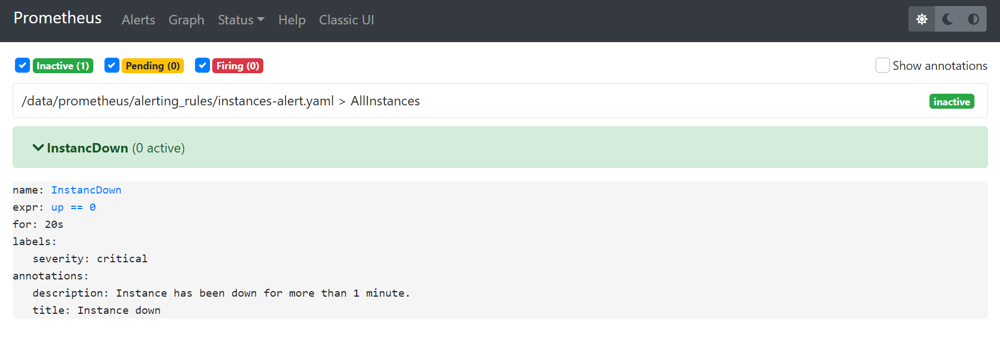 Prometheus Alerts Graph Status Help Classic UI
Inactive (1) Pending (0) Firing (0) Show annotations
/data/prometheus/alerting_rules/instances-alert.yaml > AllInstances inactive
InstancDown (0 active)
name: InstancDown
expr: up == 0
for: 20s
labels:
severity: critical
annotations:
description: Instance has been down for more than 1 minute.
title: Instance down